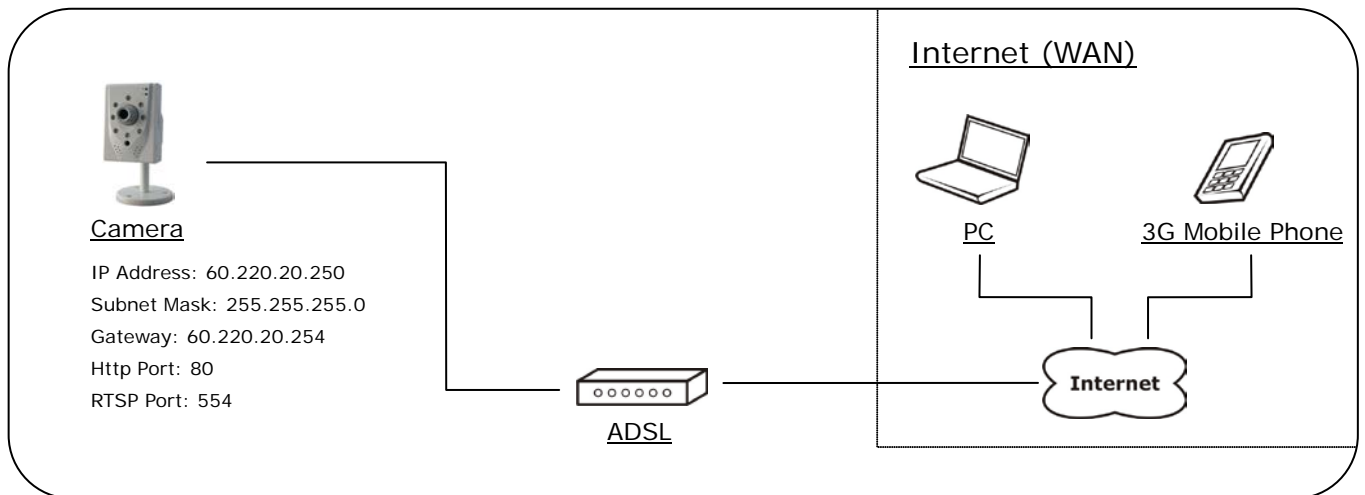 Internet (WAN)
Camera
IP Address: 60.220.20.250
Subnet Mask: 255.255.255.0
Gateway: 60.220.20.254
Http Port: 80
RTSP Port: 554
PC
3G Mobile Phone
Internet
ADSL